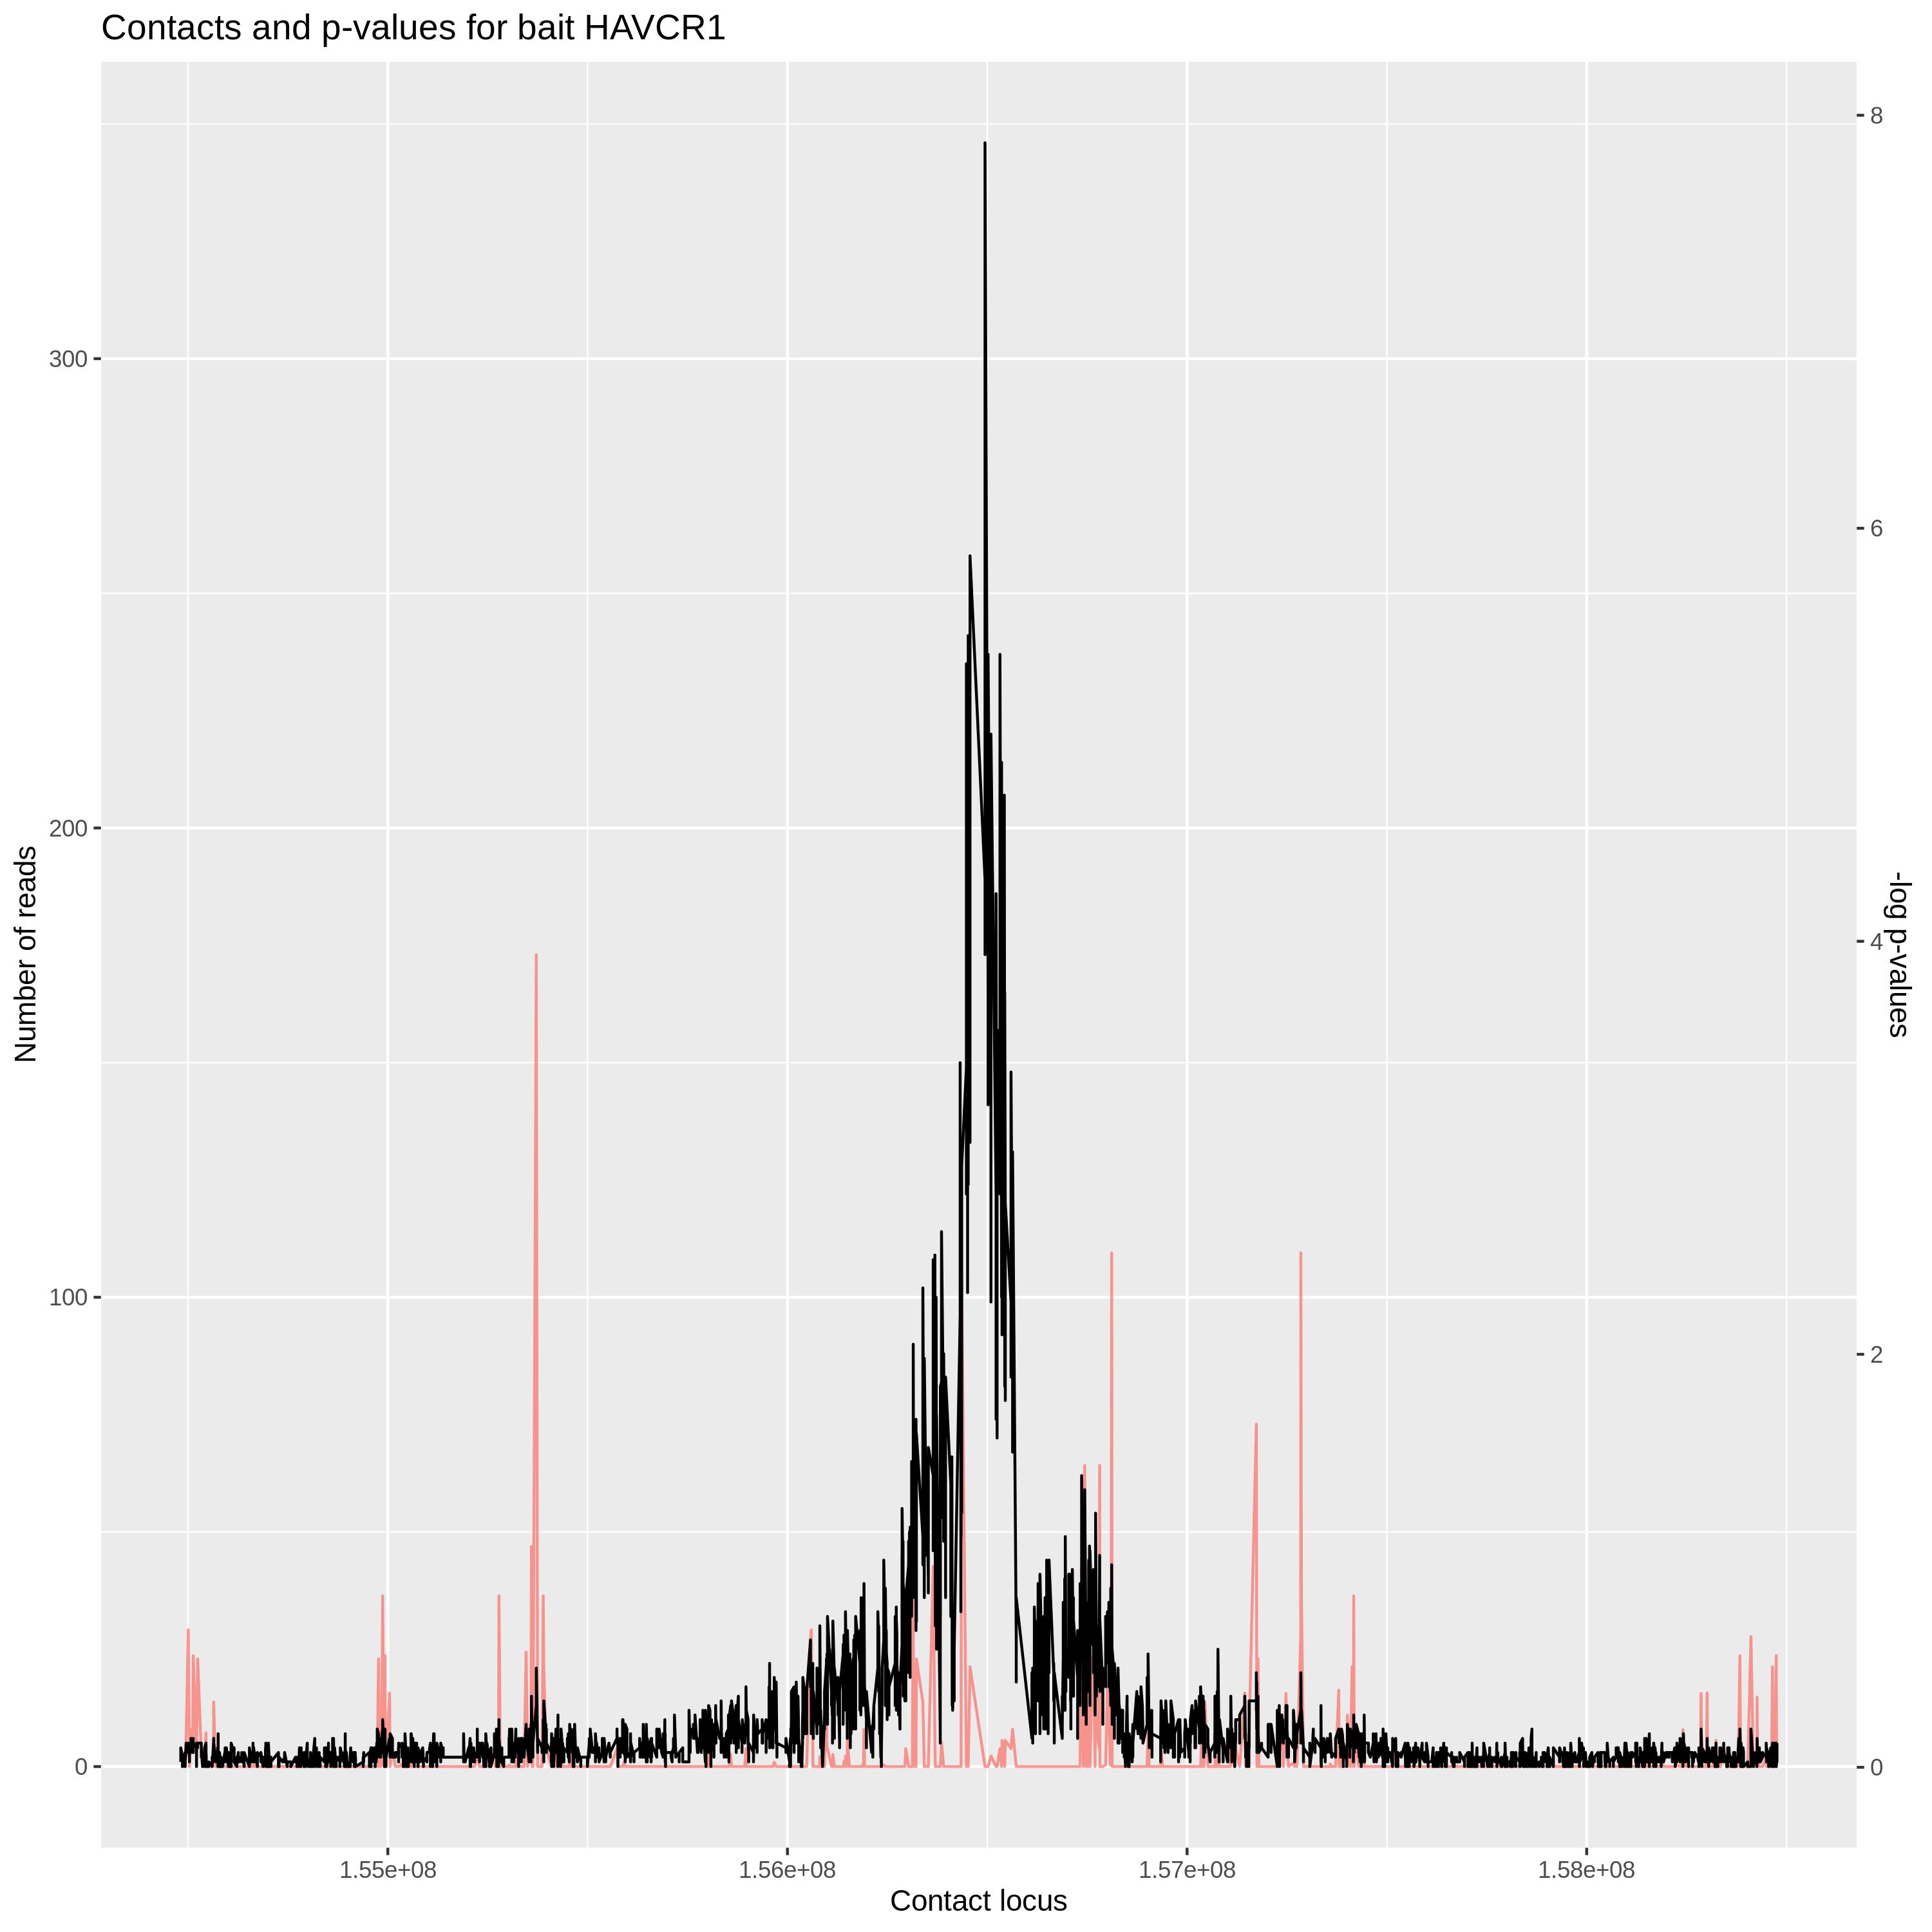 Contacts and p-values for bait HAVCR1
8
300
6
200
Number of reads
-log p-values
4
100
2
0
0
1.55e+08
1.56e+08
1.57e+08
1.58e+08
Contact locus